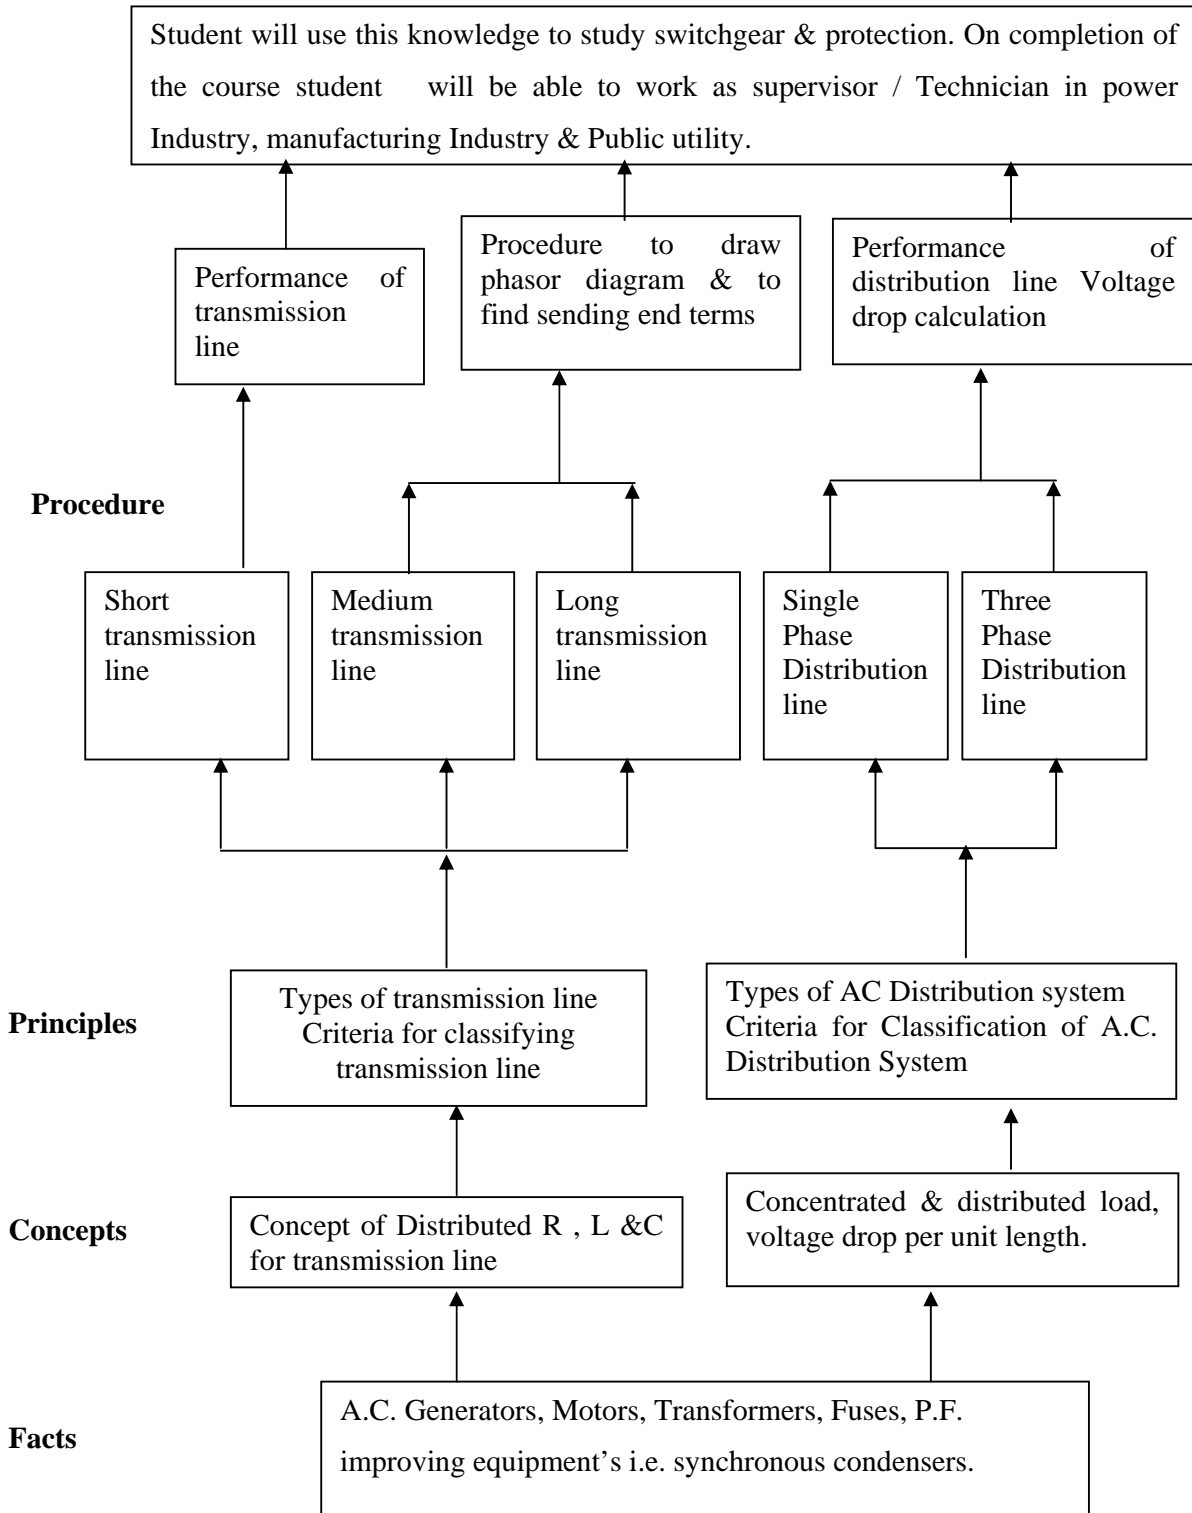 Student will use this knowledge to study switchgear & protection. On completion of
the course student will be able to work as supervisor / Technician in power
Industry, manufacturing Industry & Public utility.
Performance of
transmission
line
Procedure to draw
phasor diagram & to
find sending end terms
Performance of
distribution line Voltage
drop calculation
Procedure
Short
transmission
line
Medium
transmission
line
Long
transmission
line
Single
Phase
Distribution
line
Three
Phase
Distribution
line
Principles
Types of transmission line
Criteria for classifying
transmission line
Types of AC Distribution system
Criteria for Classification of A.C.
Distribution System
Concepts
Concept of Distributed R , L &C
for transmission line
Concentrated & distributed load,
voltage drop per unit length.
Facts
A.C. Generators, Motors, Transformers, Fuses, P.F.
improving equipment’s i.e. synchronous condensers.